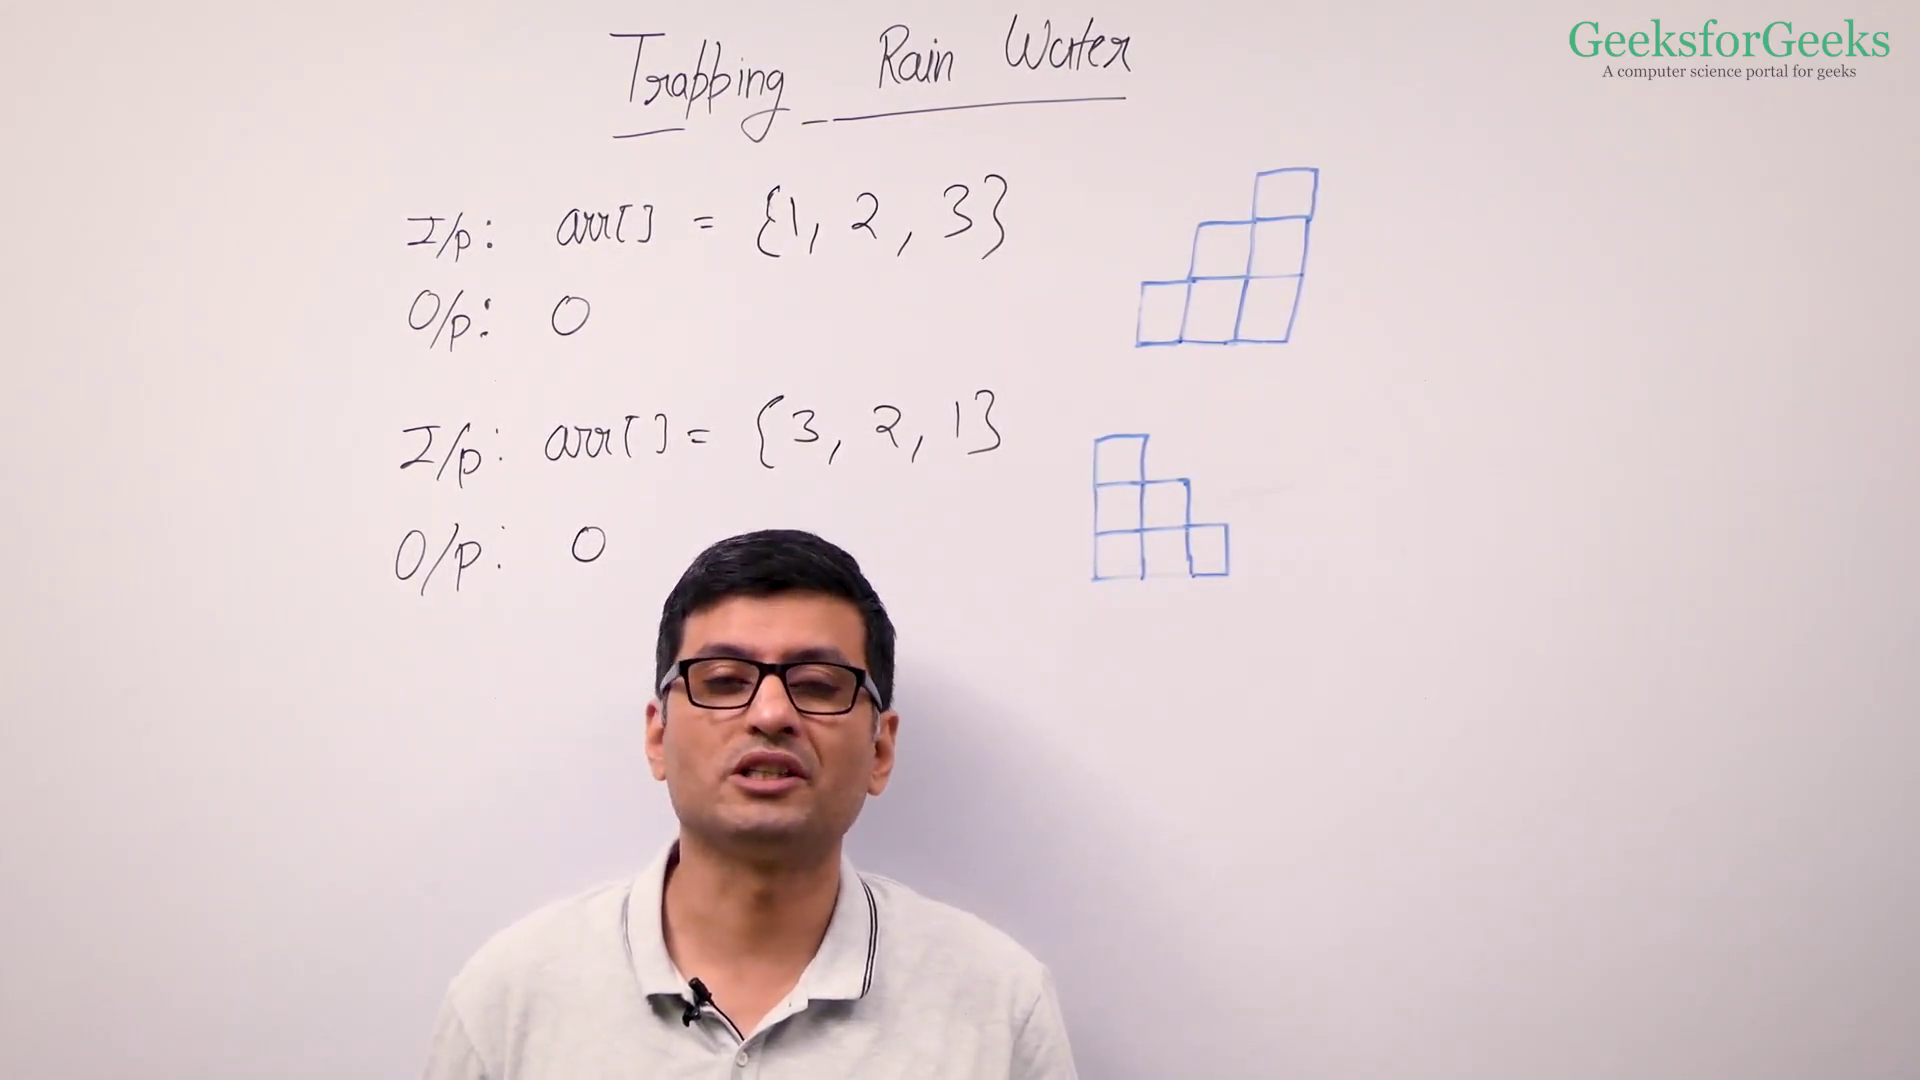 GeeksforGeeks
A computer science portal for geeks
Trapping Rain Water
I/p: arr[] = {1, 2, 3}
O/p: 0
I/p: arr[] = {3, 2, 1}
O/p: 0